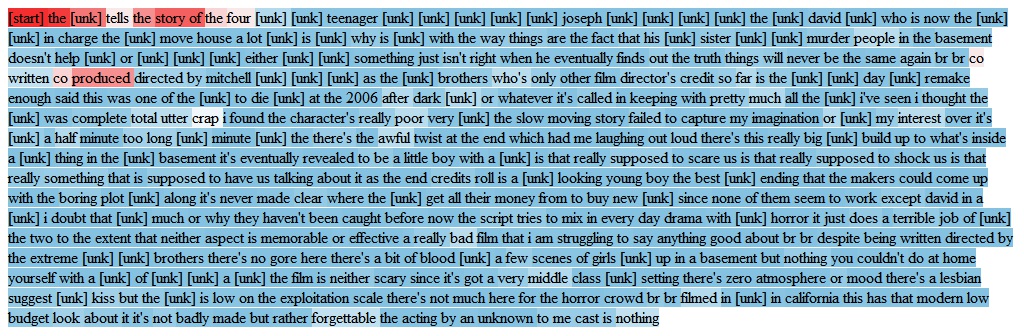 [start] the [unk] tells the story of the four [unk] [unk] teenager [unk] [unk] [unk] [unk] [unk] joseph [unk] [unk] [unk] [unk] the [unk] david [unk] who is now the [unk]
[unk] in charge the [unk] move house a lot [unk] is [unk] why is [unk] with the way things are the fact that his [unk] sister [unk] [unk] murder people in the basement
doesn't help [unk] or [unk] [unk] [unk] either [unk] [unk] something just isn't right when he eventually finds out the truth things will never be the same again br br co
written co produced directed by mitchell [unk] [unk] [unk] as the [unk] brothers who's only other film director's credit so far is the [unk] [unk] day [unk] remake
enough said this was one of the [unk] to die [unk] at the 2006 after dark [unk] or whatever it's called in keeping with pretty much all the [unk] i've seen i thought the
[unk] was complete total utter crap i found the character's really poor very [unk] the slow moving story failed to capture my imagination or [unk] my interest over it's
[unk] a half minute too long [unk] minute [unk] the there's the awful twist at the end which had me laughing out loud there's this really big [unk] build up to what's inside
a [unk] thing in the [unk] basement it's eventually revealed to be a little boy with a [unk] is that really supposed to scare us is that really supposed to shock us is that
really something that is supposed to have us talking about it as the end credits roll is a [unk] looking young boy the best [unk] ending that the makers could come up
with the boring plot [unk] along it's never made clear where the [unk] get all their money from to buy new [unk] since none of them seem to work except david in a
[unk] i doubt that [unk] much or why they haven't been caught before now the script tries to mix in every day drama with [unk] horror it just does a terrible job of [unk]
the two to the extent that neither aspect is memorable or effective a really bad film that i am struggling to say anything good about br br despite being written directed by
the extreme [unk] [unk] brothers there's no gore here there's a bit of blood [unk] a few scenes of girls [unk] up in a basement but nothing you couldn't do at home
yourself with a [unk] of [unk] [unk] a [unk] the film is neither scary since it's got a very middle class [unk] setting there's zero atmosphere or mood there's a lesbian
suggest [unk] kiss but the [unk] is low on the exploitation scale there's not much here for the horror crowd br br filmed in [unk] in california this has that modern low
budget look about it it's not badly made but rather forgettable the acting by an unknown to me cast is nothing